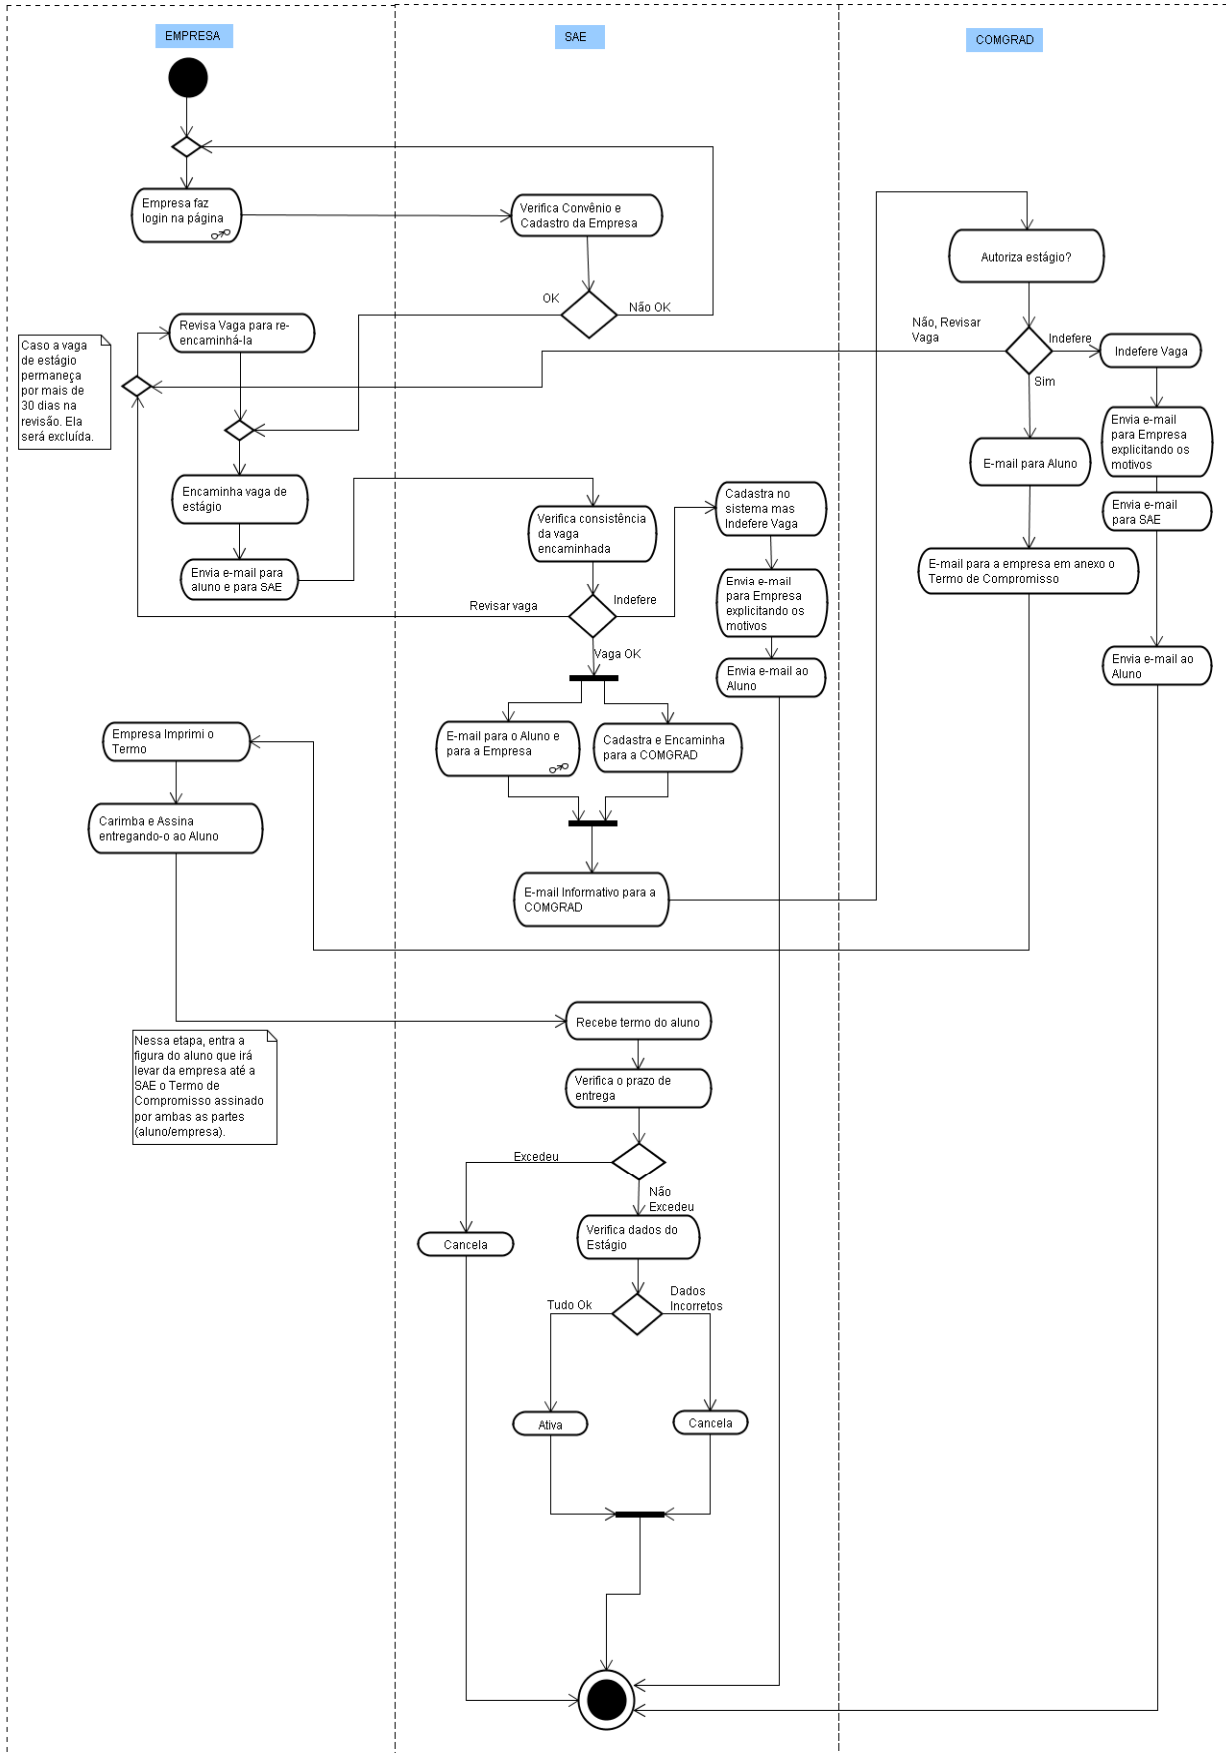 EMPRESA
SAE
COMGRAD
Empresa faz
login na página
Verifica Convênio e
Cadastro da Empresa
Autoriza estágio?
OK
Não OK
Revisa Vaga para re-
encaminhá-la
Caso a vaga
de estágio
permaneça
por mais de
30 dias na
revisão. Ela
será excluída.
Não, Revisar
Vaga
Indefere
Sim
Indefere Vaga
Envia e-mail
para Empresa
explicitando os
motivos
E-mail para Aluno
Encaminha vaga de
estágio
Verifica consistência
da vaga
encaminhada
Cadastra no
sistema mas
Indefere Vaga
Envia e-mail
para SAE
E-mail para a empresa em anexo o
Termo de Compromisso
Envia e-mail para
aluno e para SAE
Revisar vaga
Indefere
Envia e-mail
para Empresa
explicitando os
motivos
Vaga OK
Envia e-mail ao
Aluno
Envia e-mail ao
Aluno
Empresa Imprimi o
Termo
E-mail para o Aluno e
para a Empresa
Cadastra e Encaminha
para a COMGRAD
Carimba e Assina
entregando-o ao Aluno
E-mail Informativo para a
COMGRAD
Recebe termo do aluno
Nessa etapa, entra a
figura do aluno que irá
levar da empresa até a
SAE o Termo de
Compromisso assinado
por ambas as partes
(aluno/empresa).
Verifica o prazo de
entrega
Excedeu
Não
Excedeu
Cancela
Verifica dados do
Estágio
Tudo Ok
Dados
Incorretos
Ativa
Cancela